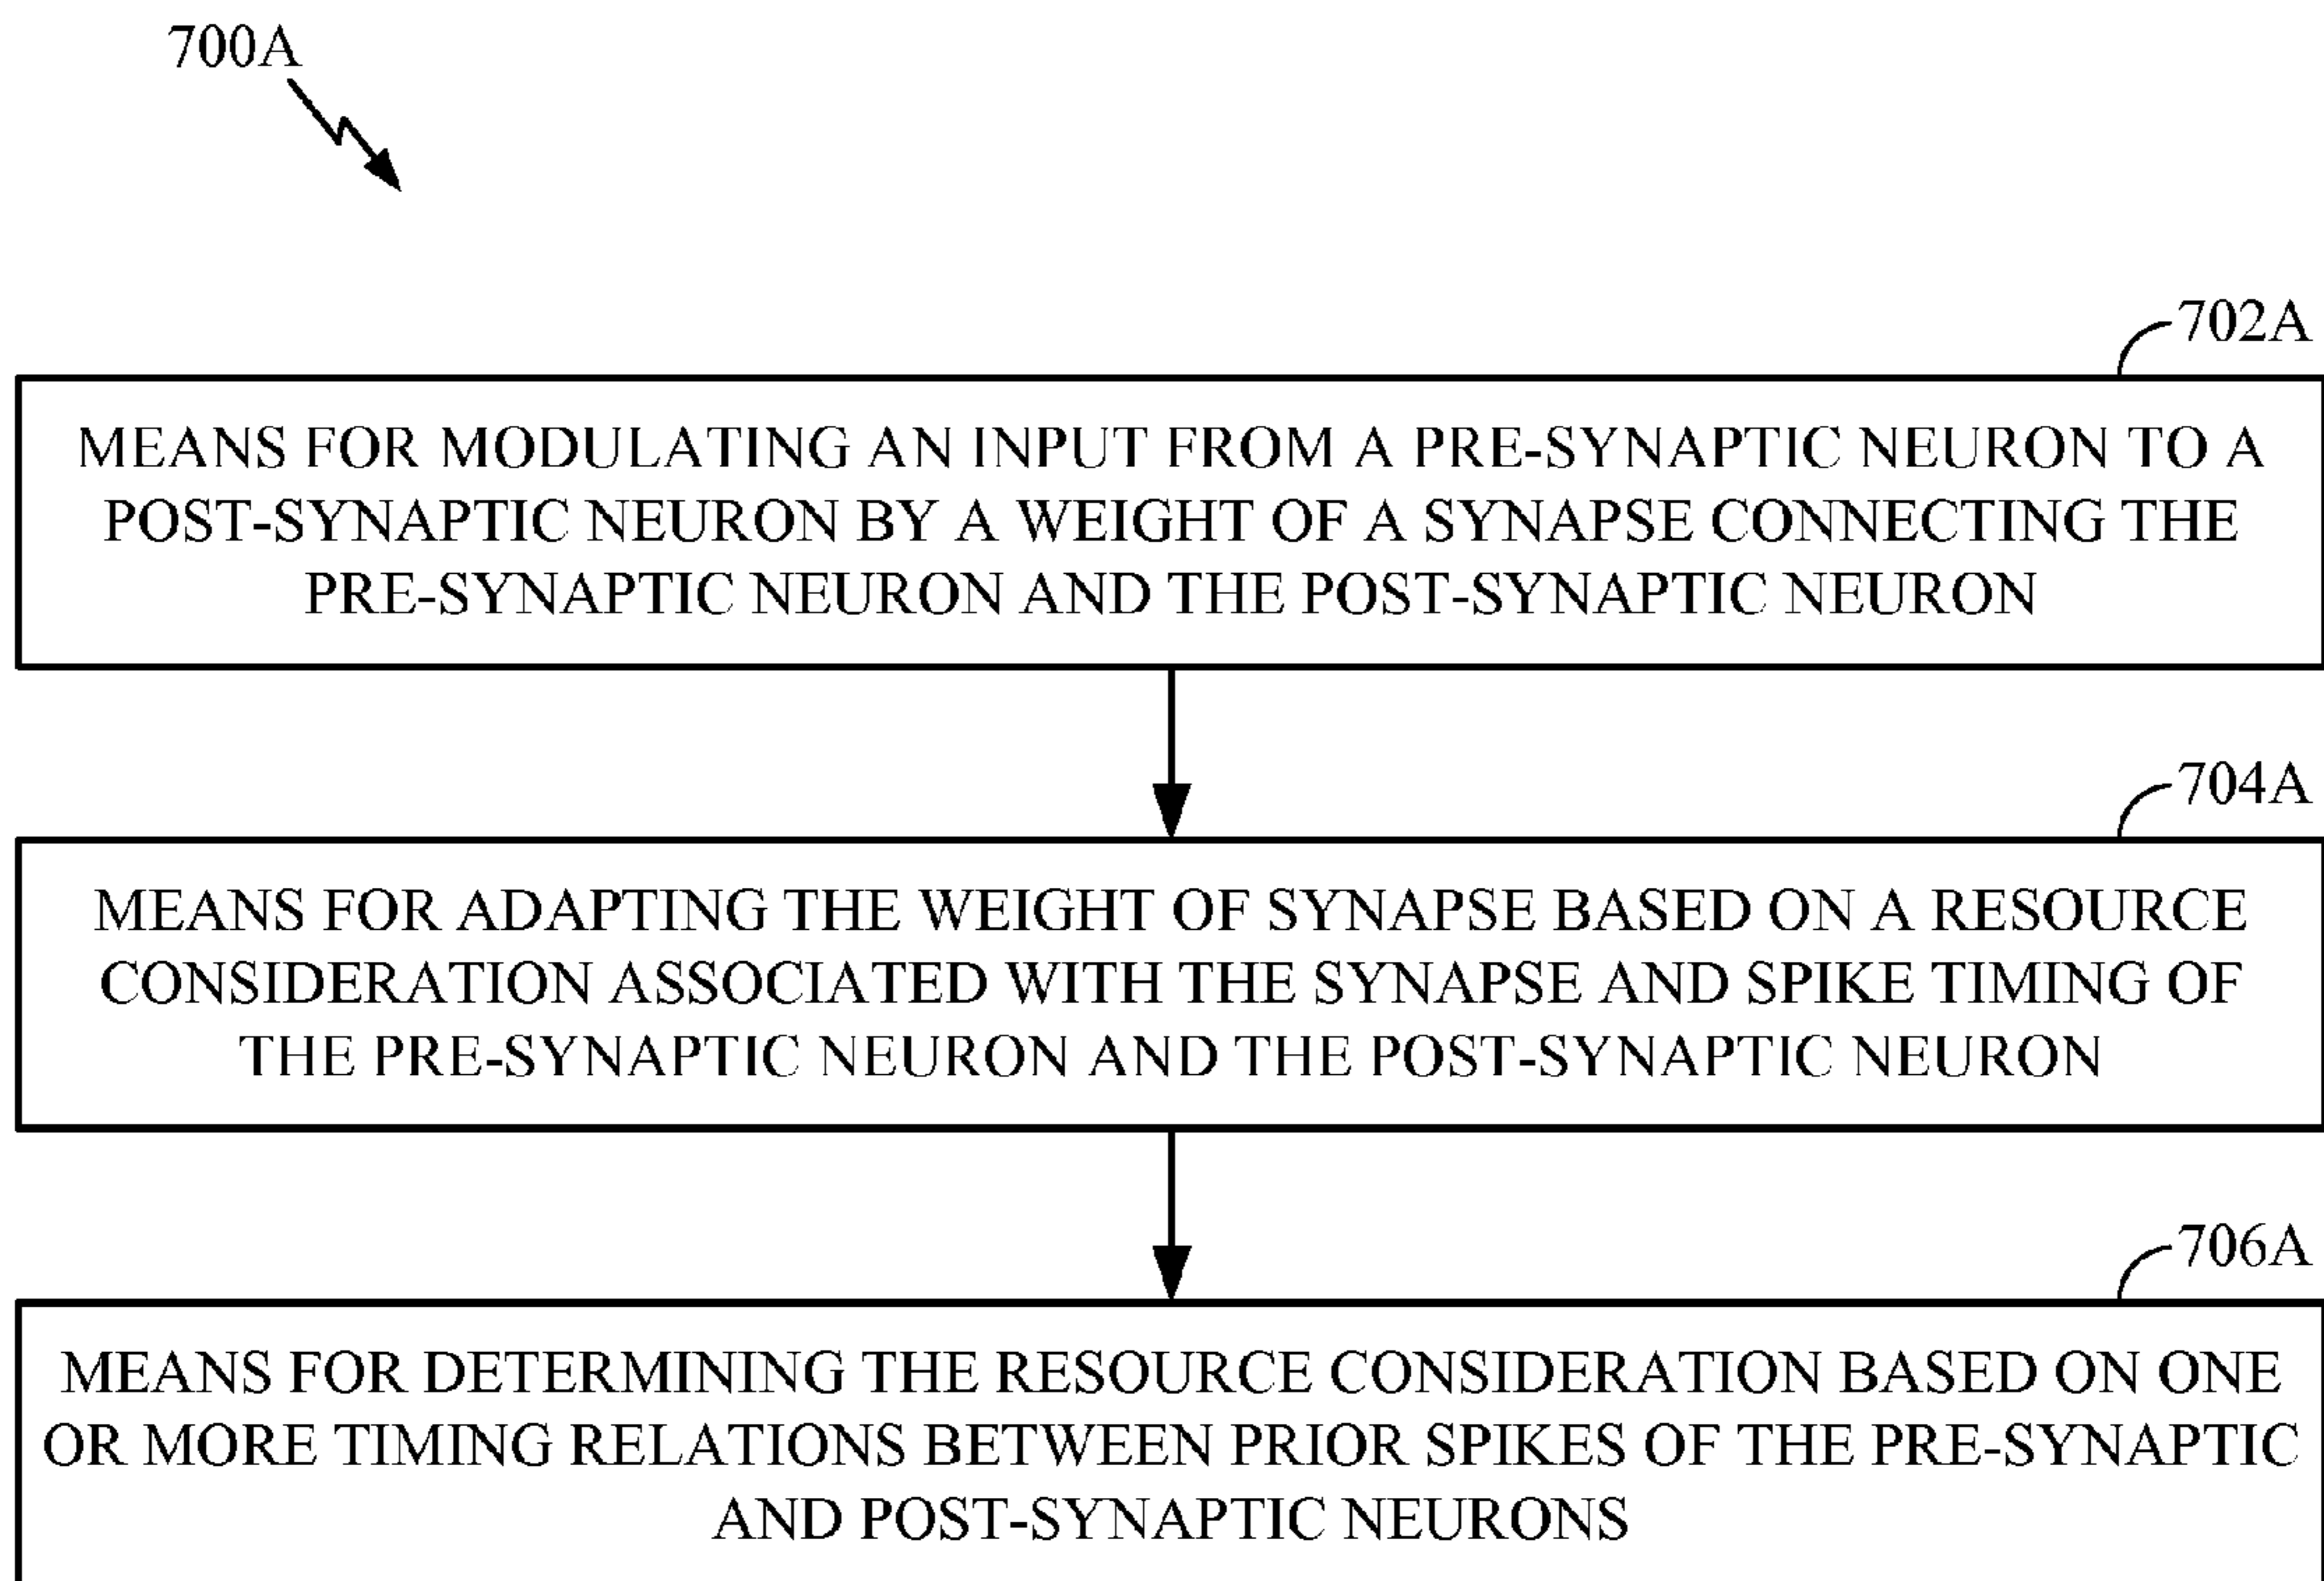 700A
702A
MEANS FOR MODULATING AN INPUT FROM A PRE-SYNAPTIC NEURON TO A
POST-SYNAPTIC NEURON BY A WEIGHT OF A SYNAPSE CONNECTING THE
PRE-SYNAPTIC NEURON AND THE POST-SYNAPTIC NEURON
704A
MEANS FOR ADAPTING THE WEIGHT OF SYNAPSE BASED ON A RESOURCE
CONSIDERATION ASSOCIATED WITH THE SYNAPSE AND SPIKE TIMING OF
THE PRE-SYNAPTIC NEURON AND THE POST-SYNAPTIC NEURON
706A
MEANS FOR DETERMINING THE RESOURCE CONSIDERATION BASED ON ONE
OR MORE TIMING RELATIONS BETWEEN PRIOR SPIKES OF THE PRE-SYNAPTIC
AND POST-SYNAPTIC NEURONS